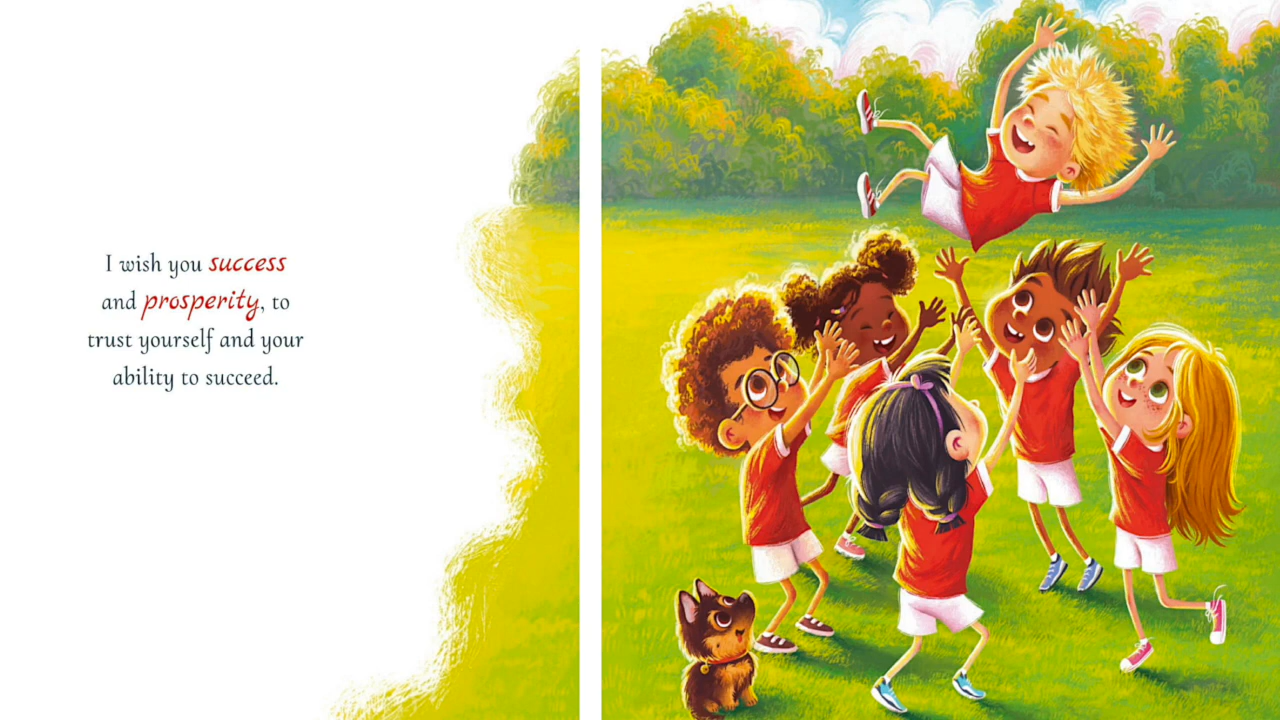 I wish you success
and prosperity, to
trust yourself and your
ability to succeed.